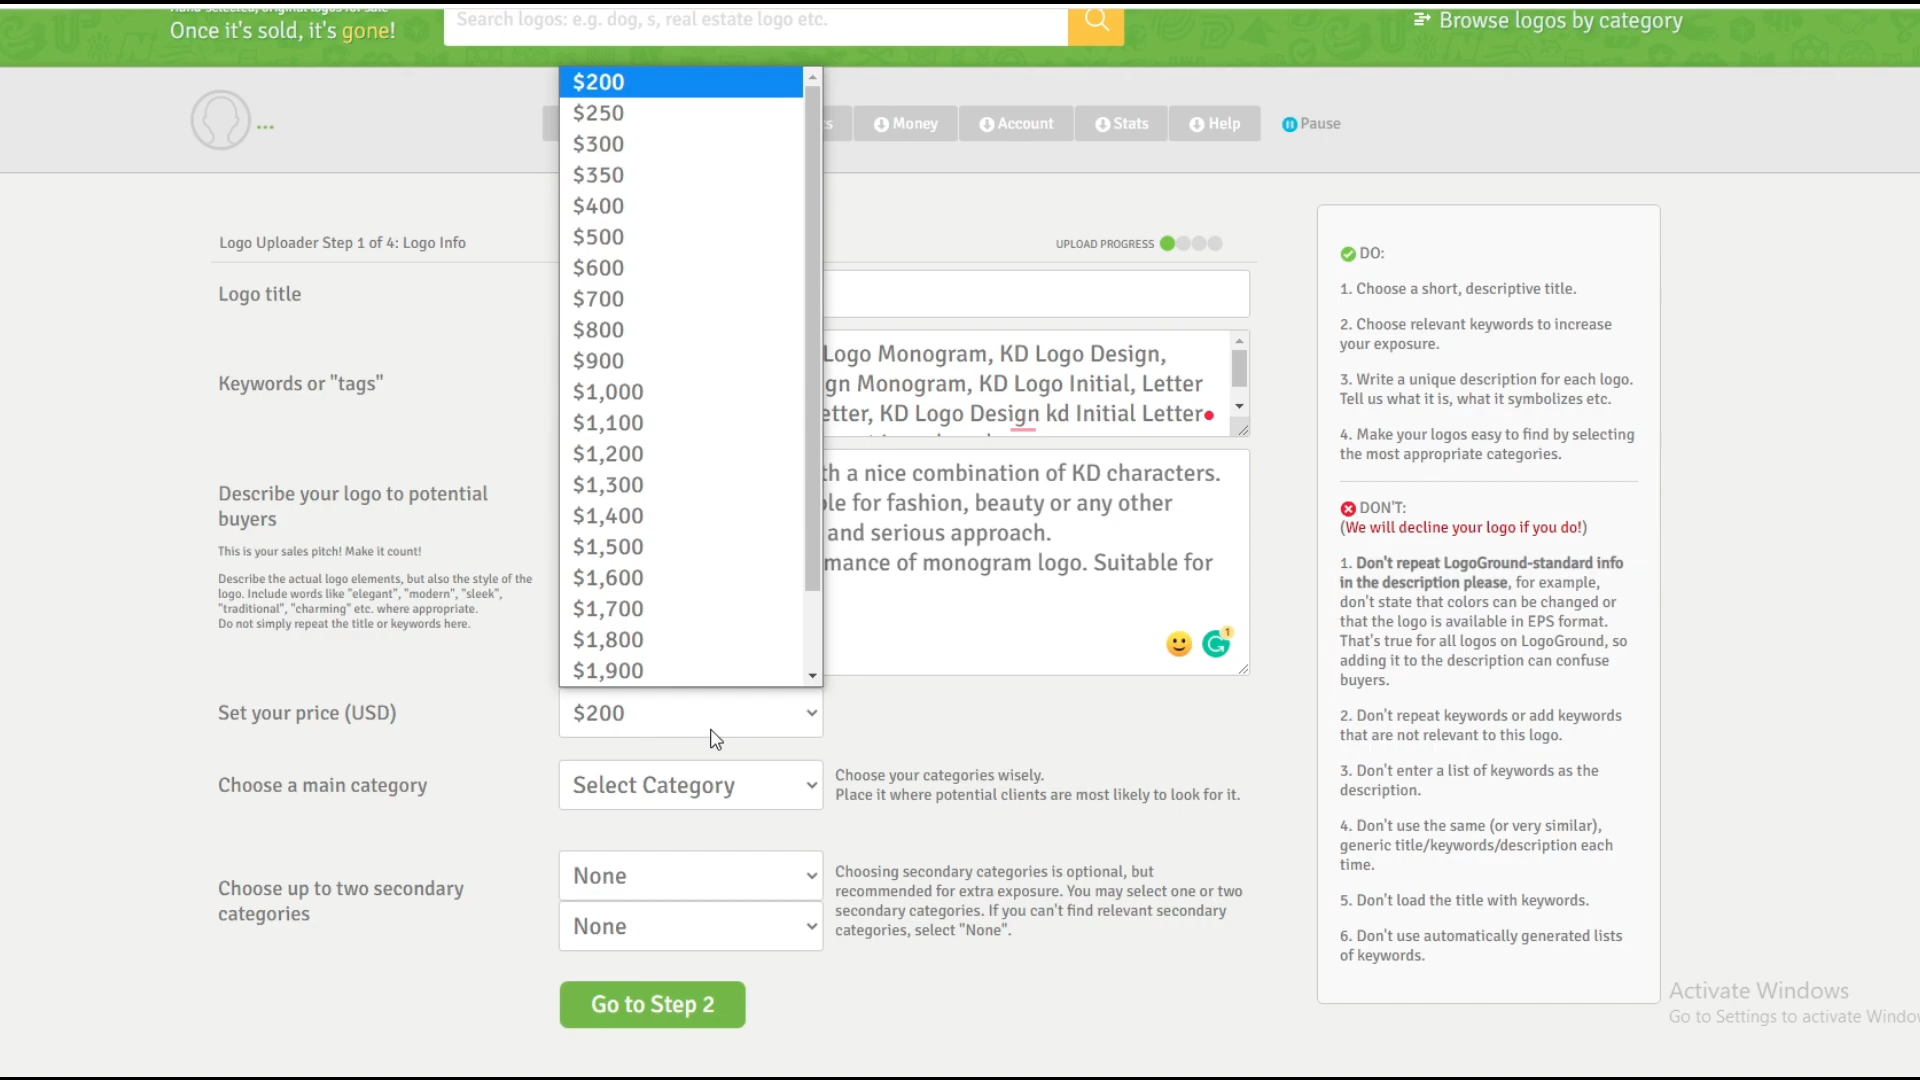 Once it's sold, it's gone!
Search logos: e.g. dog, s, real estate logo etc.
Browse logos by category
...
Money
Account
Stats
Help
Pause
$200
$250
$300
$350
$400
$500
$600
$700
$800
$900
$1,000
$1,100
$1,200
$1,300
$1,400
$1,500
$1,600
$1,700
$1,800
$1,900
Logo Uploader Step 1 of 4: Logo Info
UPLOAD PROGRESS
Logo title
Keywords or "tags"
Logo Monogram, KD Logo Design,
gn Monogram, KD Logo Initial, Letter
etter, KD Logo Design kd Initial Letter
Describe your logo to potential
buyers
This is your sales pitch! Make it count!
Describe the actual logo elements, but also the style of the
logo. Include words like "elegant", "modern", "sleek",
"traditional", "charming" etc. where appropriate.
Do not simply repeat the title or keywords here.
th a nice combination of KD characters.
ble for fashion, beauty or any other
and serious approach.
mance of monogram logo. Suitable for
1
Set your price (USD)
$200
Choose a main category
Select Category
Choose your categories wisely.
Place it where potential clients are most likely to look for it.
Choose up to two secondary
categories
None
None
Choosing secondary categories is optional, but
recommended for extra exposure. You may select one or two
secondary categories. If you can't find relevant secondary
categories, select "None".
Go to Step 2
DO:
1. Choose a short, descriptive title.
2. Choose relevant keywords to increase
your exposure.
3. Write a unique description for each logo.
Tell us what it is, what it symbolizes etc.
4. Make your logos easy to find by selecting
the most appropriate categories.
DON'T:
(We will decline your logo if you do!)
1. Don't repeat LogoGround-standard info
in the description please, for example,
don't state that colors can be changed or
that the logo is available in EPS format.
That's true for all logos on LogoGround, so
adding it to the description can confuse
buyers.
2. Don't repeat keywords or add keywords
that are not relevant to this logo.
3. Don't enter a list of keywords as the
description.
4. Don't use the same (or very similar),
generic title/keywords/description each
time.
5. Don't load the title with keywords.
6. Don't use automatically generated lists
of keywords.
Activate Windows
Go to Settings to activate Windo